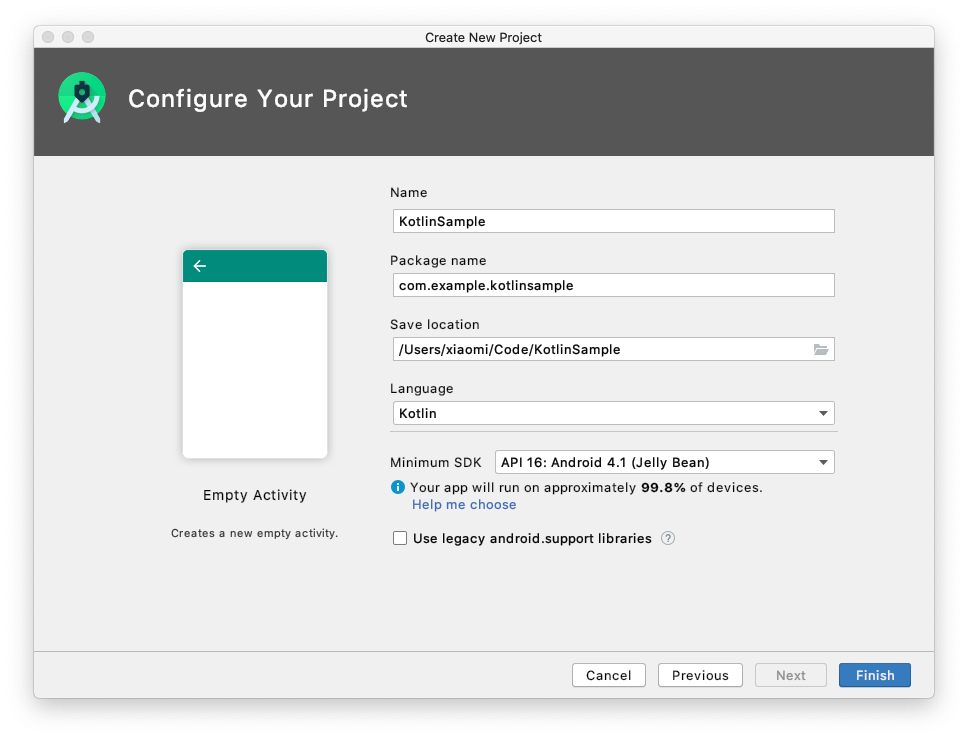 Create New Project
Configure Your Project
Name
KotlinSample
Package name
com.example.kotlinsample
Save location
/Users/xiaomi/Code/KotlinSample
Language
Kotlin
Minimum SDK API 16: Android 4.1 (Jelly Bean)
Your app will run on approximately 99.8% of devices.
Help me choose
Use legacy android.support libraries ?
Empty Activity
Creates a new empty activity.
Cancel Previous Next Finish